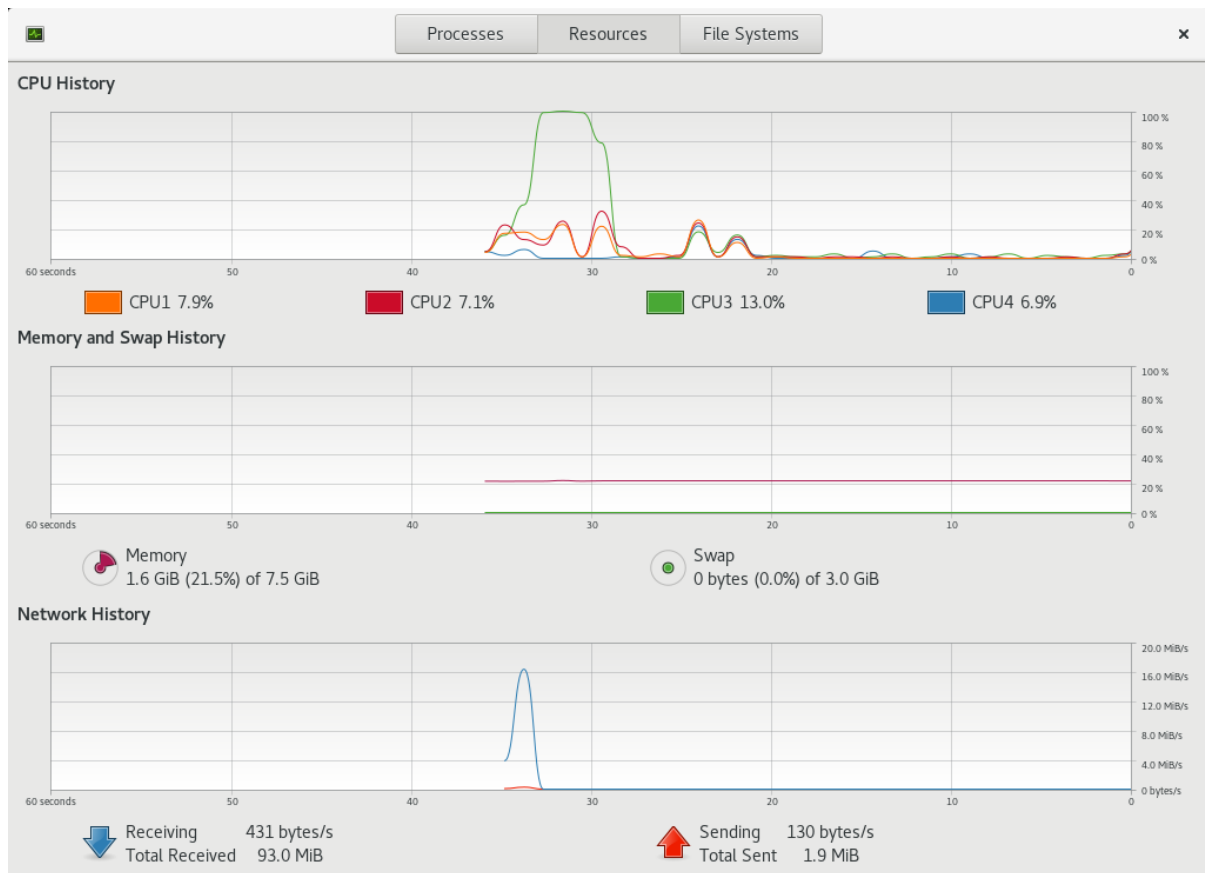 Processes Resources File Systems ×
CPU History
100 %
80 %
60 %
40 %
20 %
0 %
60 seconds 50 40 30 20 10 0
CPU1 7.9% CPU2 7.1% CPU3 13.0% CPU4 6.9%
Memory and Swap History
100 %
80 %
60 %
40 %
20 %
0 %
60 seconds 50 40 30 20 10 0
Memory Swap
1.6 GiB (21.5%) of 7.5 GiB 0 bytes (0.0%) of 3.0 GiB
Network History
20.0 MiB/s
16.0 MiB/s
12.0 MiB/s
8.0 MiB/s
4.0 MiB/s
0 bytes/s
60 seconds 50 40 30 20 10 0
Receiving 431 bytes/s Sending 130 bytes/s
Total Received 93.0 MiB Total Sent 1.9 MiB